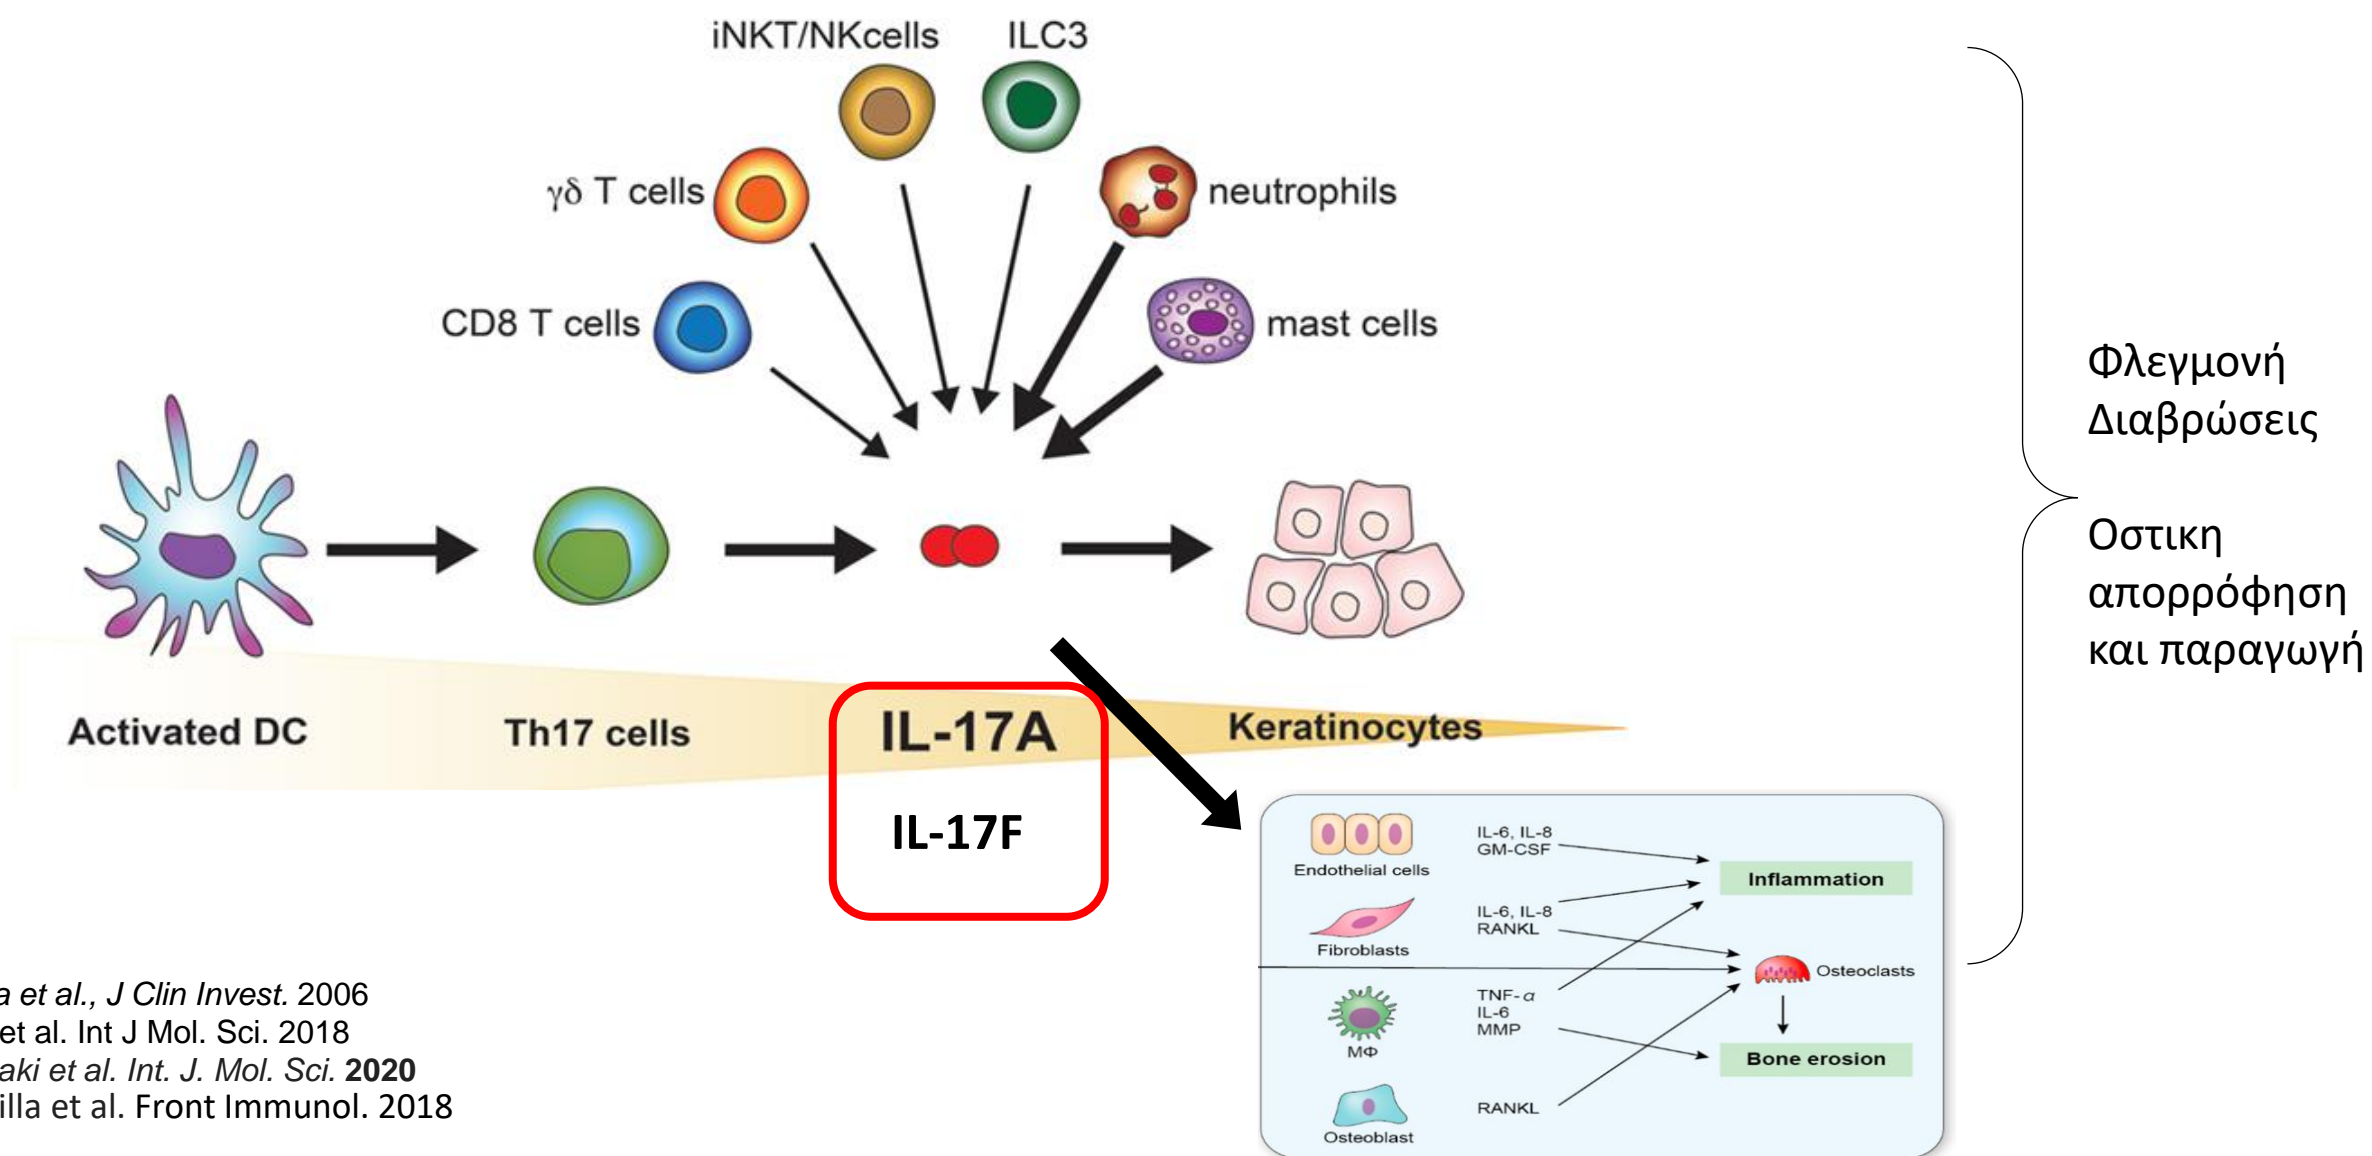 iNKT/NKcells
ILC3
γδ T cells
neutrophils
CD8 T cells
mast cells
Φλεγμονή
Διαβρώσεις
Οστικη
απορρόφηση
και παραγωγή
Activated DC
Th17 cells
IL-17A
Keratinocytes
IL-17F
Endothelial cells
IL-6, IL-8
GM-CSF
Inflammation
Fibroblasts
IL-6, IL-8
RANKL
Osteoclasts
MΦ
TNF-α
IL-6
MMP
Bone erosion
Osteoblast
RANKL
a et al., J Clin Invest. 2006
et al. Int J Mol. Sci. 2018
aki et al. Int. J. Mol. Sci. 2020
illa et al. Front Immunol. 2018